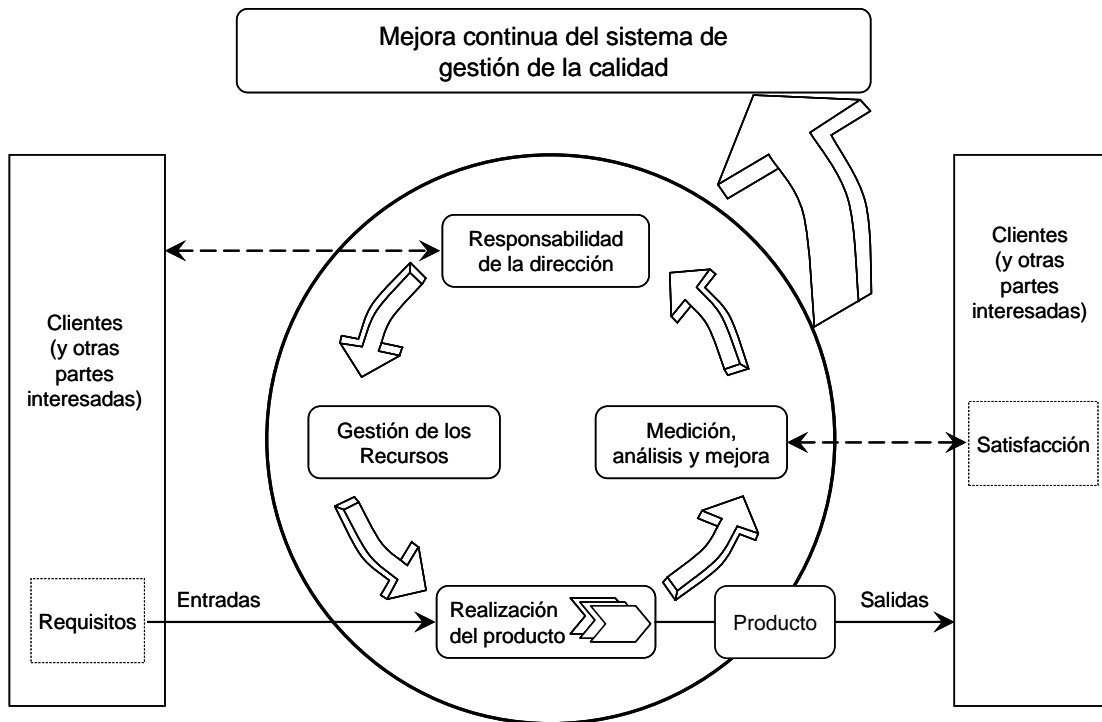 Mejora continua del sistema de
gestión de la calidad
Responsabilidad
de la dirección
Clientes
(y otras
partes
interesadas)
Clientes
(y otras
partes
interesadas)
Gestión de los
Recursos
Medición,
análisis y mejora
Satisfacción
Requisitos
Entradas
Realización
del producto
Producto
Salidas